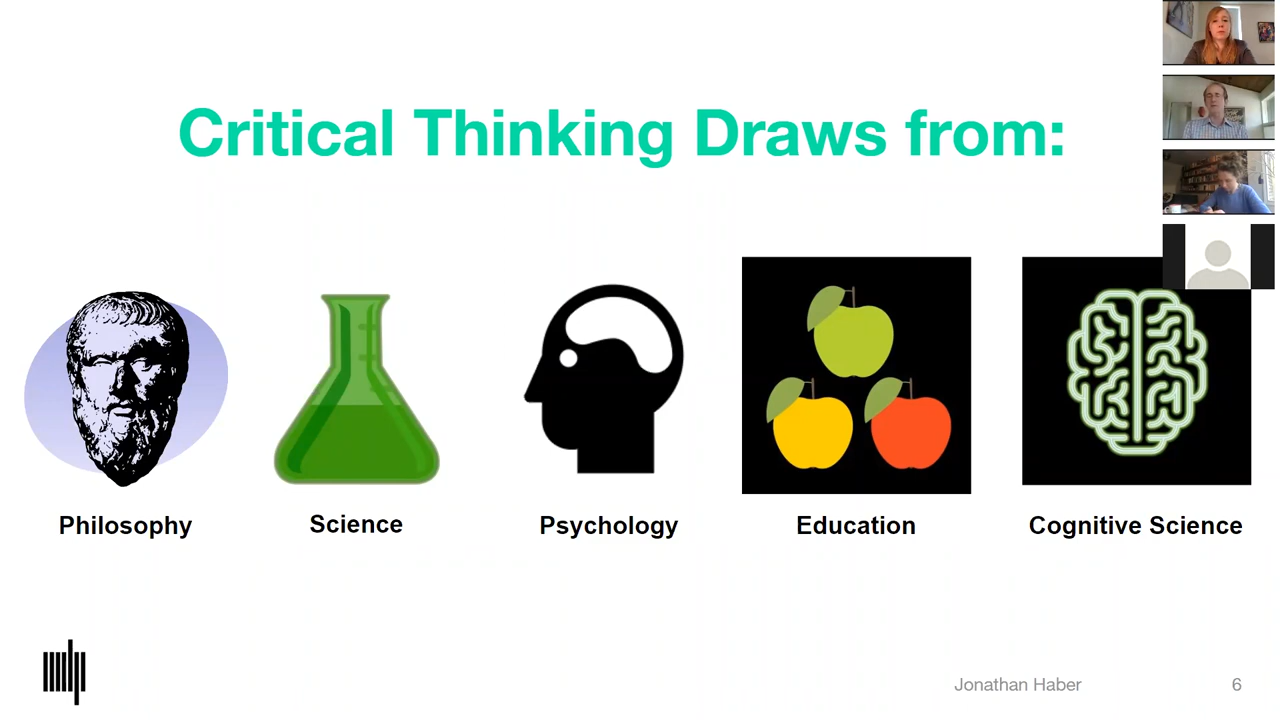 Critical Thinking Draws from:
Philosophy
Science
Psychology
Education
Cognitive Science
Jonathan Haber
6